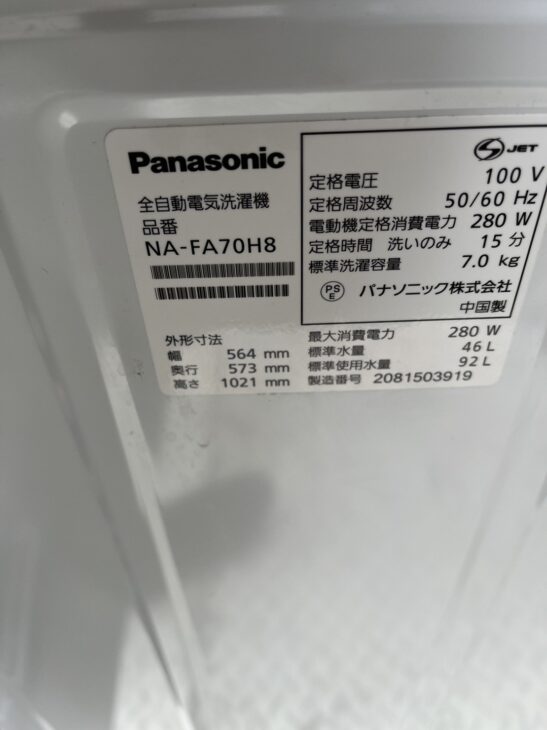 Panasonic
全自動電気洗濯機
品番
NA-FA70H8
外形寸法
幅 564 mm
奥行 573 mm
高さ 1021 mm
S JET
定格電圧 100 V
定格周波数 50/60 Hz
電動機定格消費電力 280 W
定格時間 洗いのみ 15 分
標準洗濯容量 7.0 kg
PS E パナソニック株式会社
中国製
最大消費電力 280 W
標準水量 46 L
標準使用水量 92 L
製造番号 2081503919